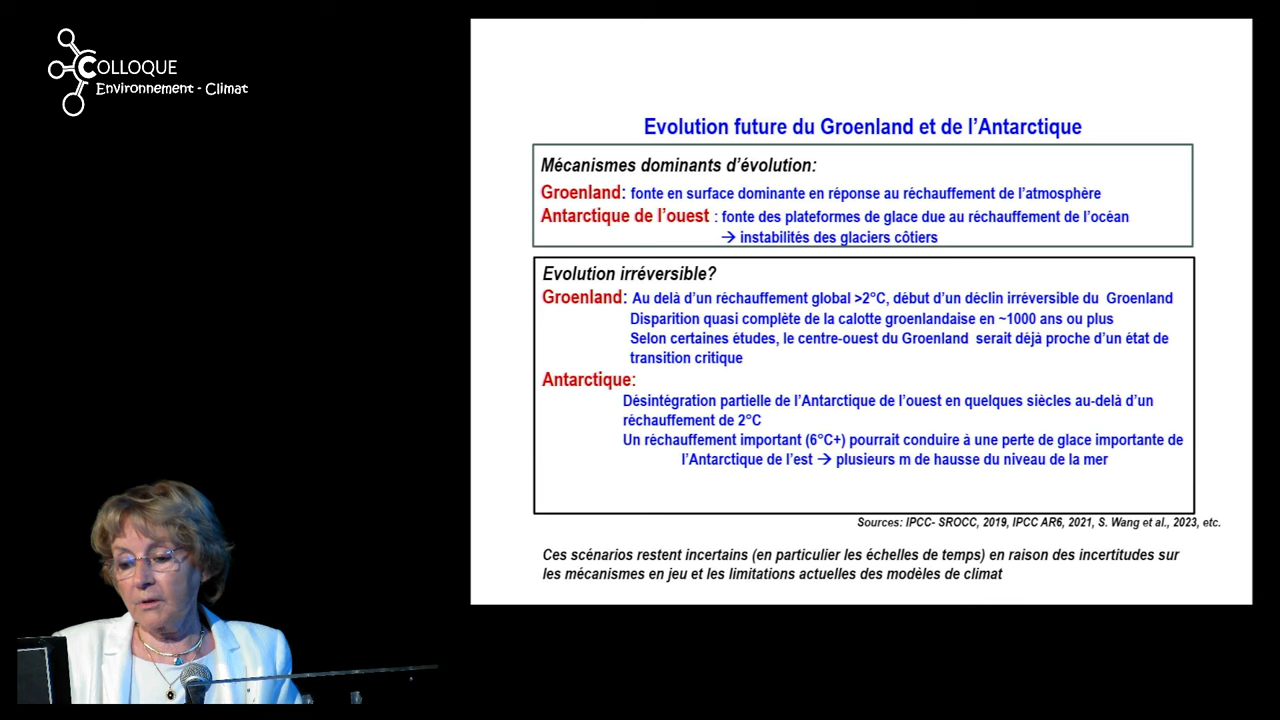 COLLOQUE
Environnement - Climat
Evolution future du Groenland et de l'Antarctique
Mécanismes dominants d'évolution:
Groenland: fonte en surface dominante en réponse au réchauffement de l'atmosphère
Antarctique de l'ouest : fonte des plateformes de glace due au réchauffement de l'océan
→ instabilités des glaciers côtiers
Evolution irréversible?
Groenland: Au delà d'un réchauffement global >2°C, début d'un déclin irréversible du Groenland
Disparition quasi complète de la calotte groenlandaise en ~1000 ans ou plus
Selon certaines études, le centre-ouest du Groenland serait déjà proche d'un état de
transition critique
Antarctique:
Désintégration partielle de l'Antarctique de l'ouest en quelques siècles au-delà d'un
réchauffement de 2°C
Un réchauffement important (6°C+) pourrait conduire à une perte de glace importante de
l'Antarctique de l'est → plusieurs m de hausse du niveau de la mer
Sources: IPCC- SROCC, 2019, IPCC AR6, 2021, S. Wang et al., 2023, etc.
Ces scénarios restent incertains (en particulier les échelles de temps) en raison des incertitudes sur
les mécanismes en jeu et les limitations actuelles des modèles de climat